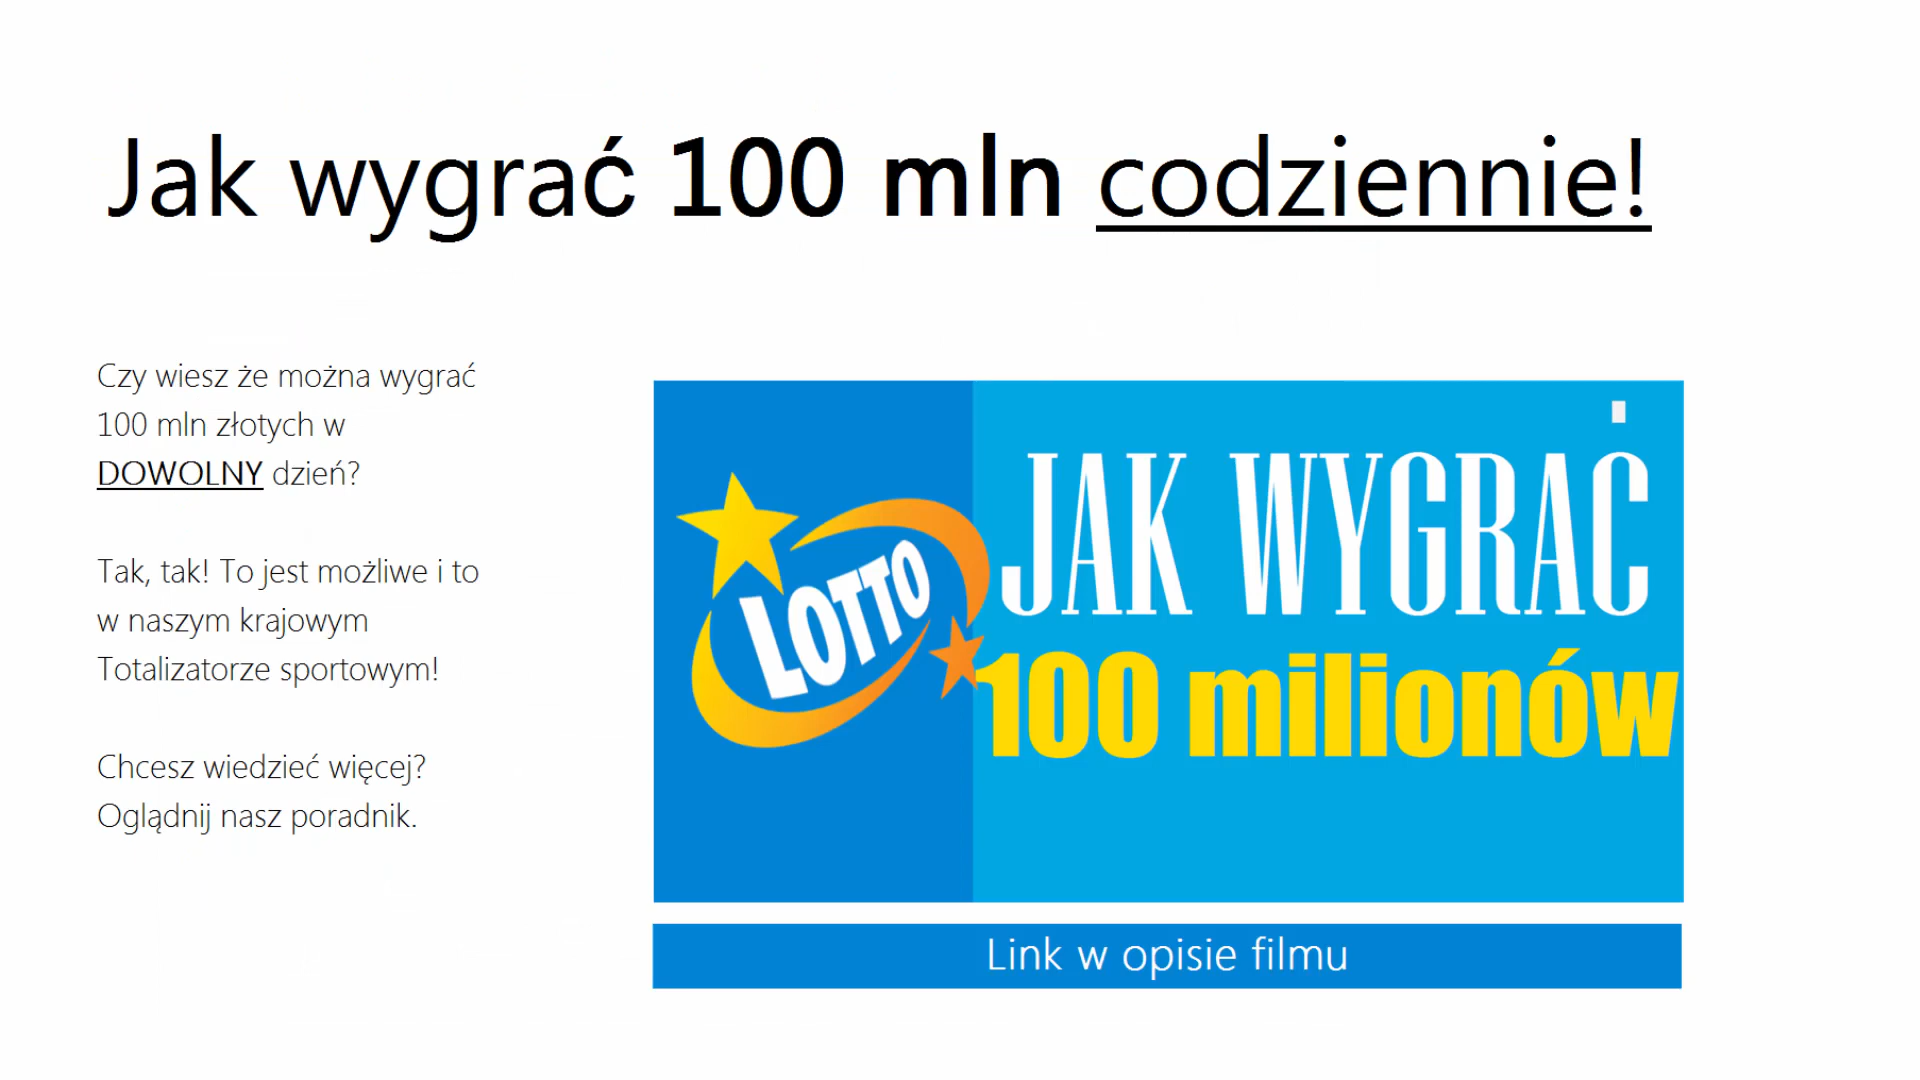 Jak wygrać 100 mln codziennie!
Czy wiesz że można wygrać
100 mln złotych w
DOWOLNY dzień?
Tak, tak! To jest możliwe i to
w naszym krajowym
Totalizatorze sportowym!
Chcesz wiedzieć więcej?
Oglądnij nasz poradnik.
LOTTO
JAK WYGRAĆ
100 milionów
Link w opisie filmu